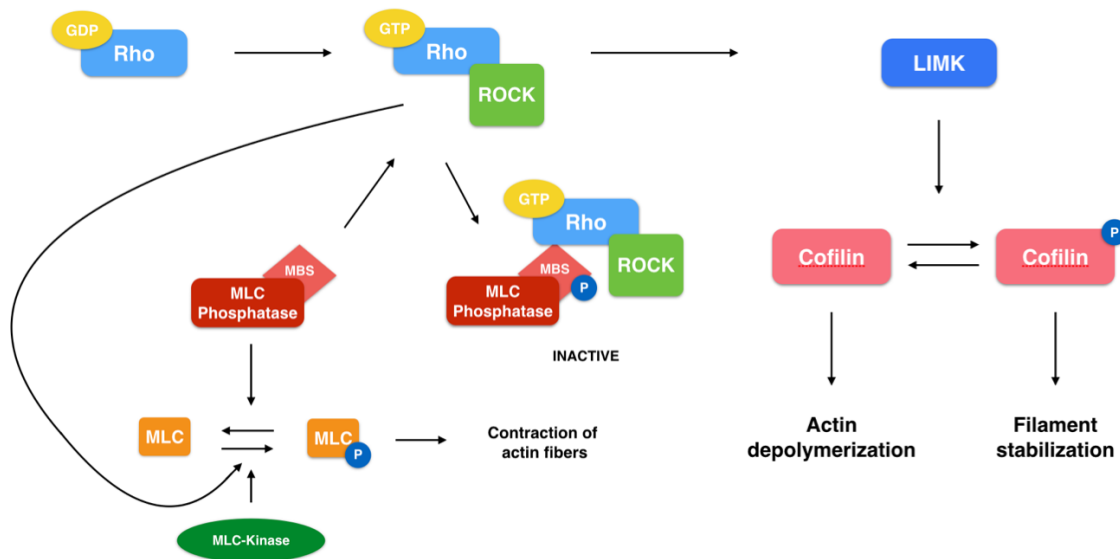 GDP
Rho
GTP
Rho
ROCK
LIMK
GTP
Rho
ROCK
MBS
MLC
Phosphatase
MBS
MLC
Phosphatase
P
INACTIVE
Cofilin
Cofilin
P
MLC
MLC
P
Contraction of
actin fibers
Actin
depolymerization
Filament
stabilization
MLC-Kinase